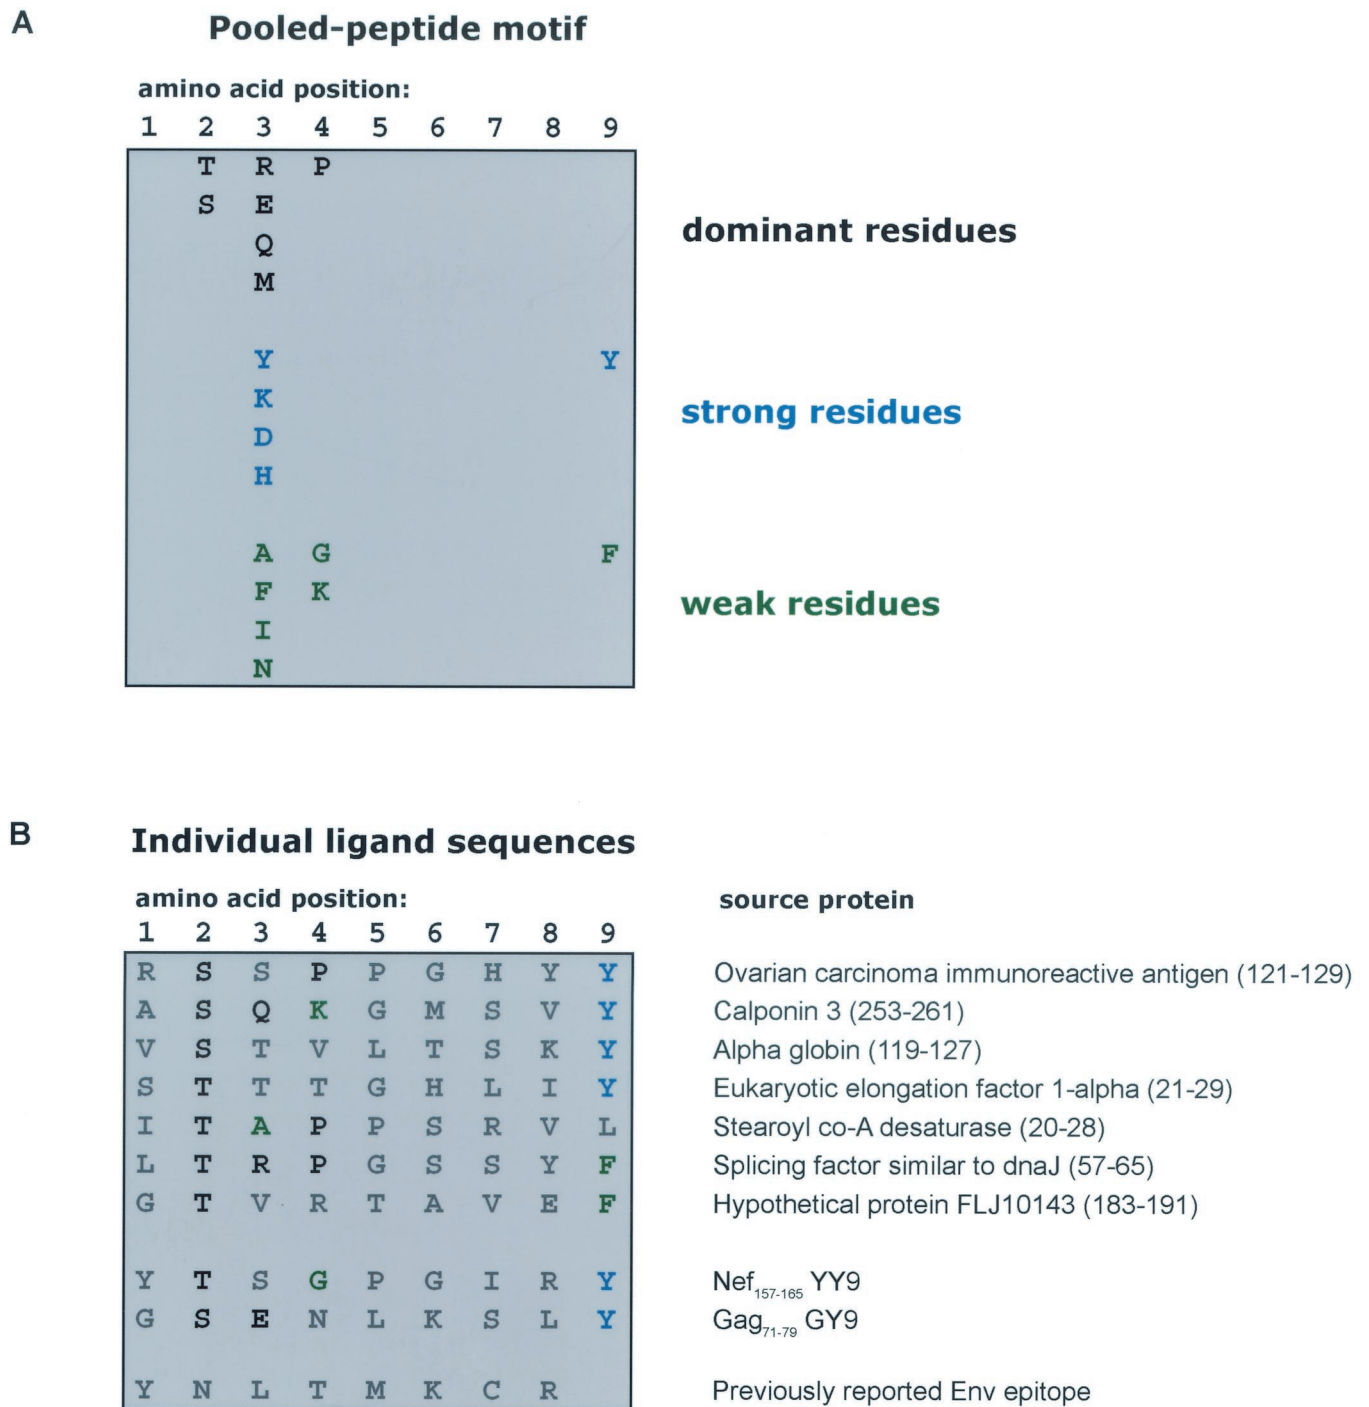 A
Pooled-peptide motif
amino acid position:
1 2 3 4 5 6 7 8 9
T R P
S E
Q
M
dominant residues
Y Y
K
D
H
strong residues
A G F
F K
I
N
weak residues
B
Individual ligand sequences
amino acid position: source protein
1 2 3 4 5 6 7 8 9
R S S P P G H Y Y Ovarian carcinoma immunoreactive antigen (121-129)
A S Q K G M S V Y Calponin 3 (253-261)
V S T V L T S K Y Alpha globin (119-127)
S T T T G H L I Y Eukaryotic elongation factor 1-alpha (21-29)
I T A P P S R V L Stearoyl co-A desaturase (20-28)
L T R P G S S Y F Splicing factor similar to dnaJ (57-65)
G T V R T A V E F Hypothetical protein FLJ10143 (183-191)
Y T S G P G I R Y Nef157-165 YY9
G S E N L K S L Y Gag71-79 GY9
Y N L T M K C R Previously reported Env epitope